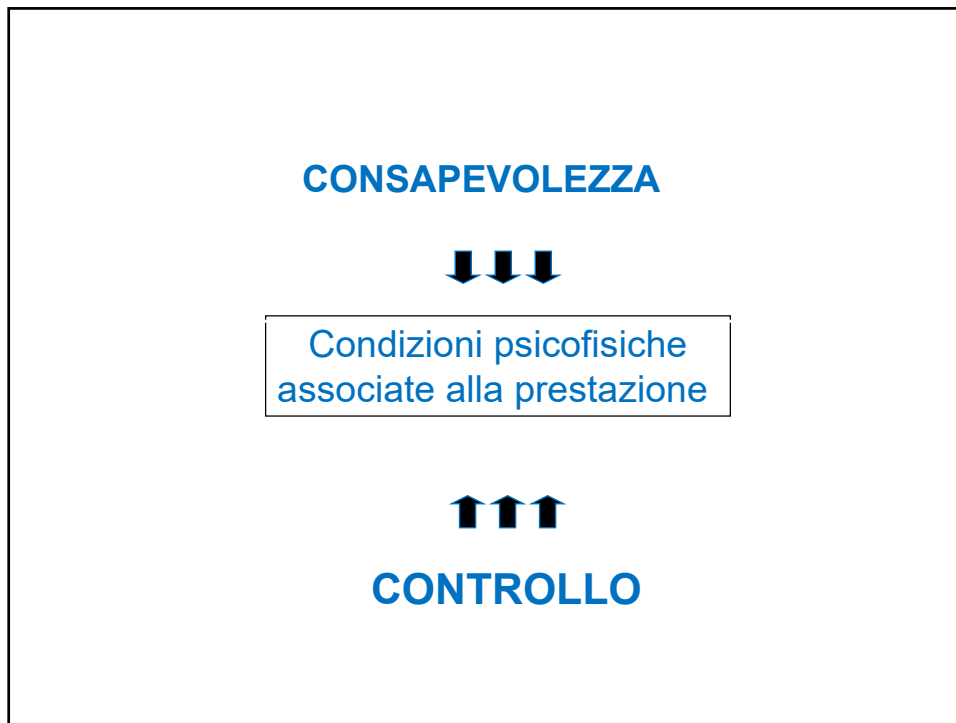 CONSAPEVOLEZZA
Condizioni psicofisiche
associate alla prestazione
CONTROLLO